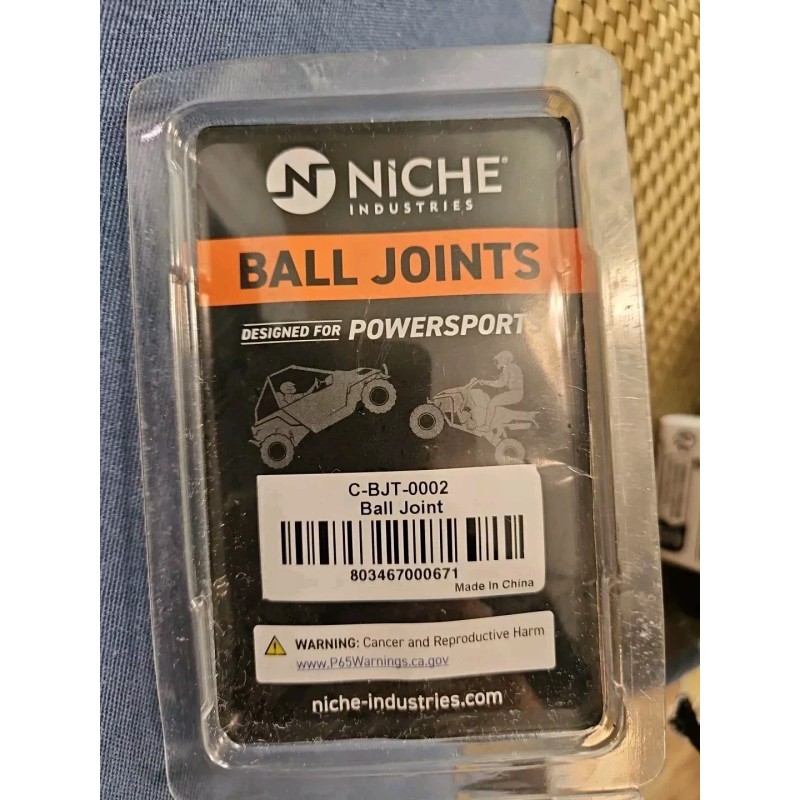 NiCHE®
INDUSTRIES
BALL JOINTS
DESIGNED FOR POWERSPORTS
C-BJT-0002
Ball Joint
803467000671
Made In China
WARNING: Cancer and Reproductive Harm
www.P65Warnings.ca.gov
niche-industries.com